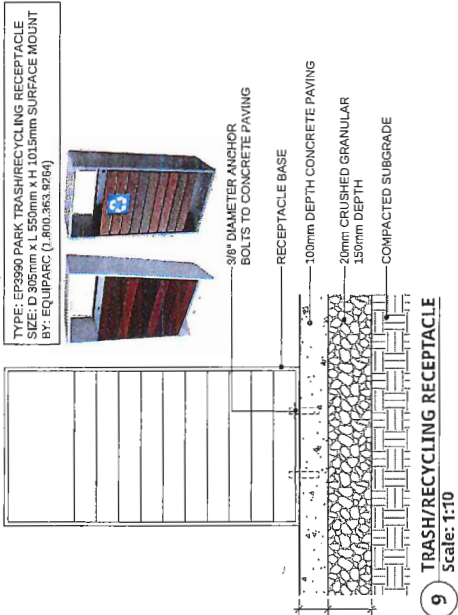 TYPE: EP3990 PARK TRASH/RECYCLING RECEPTACLE
SIZE: D 305mm x L 550mm x H 1015mm SURFACE MOUNT
BY: EQUIPARC (1.800.363.9264)
3/8" DIAMETER ANCHOR
BOLTS TO CONCRETE PAVING
RECEPTACLE BASE
100mm DEPTH CONCRETE PAVING
20mm CRUSHED GRANULAR
150mm DEPTH
COMPACTED SUBGRADE
9
TRASH/RECYCLING RECEPTACLE
Scale: 1:10